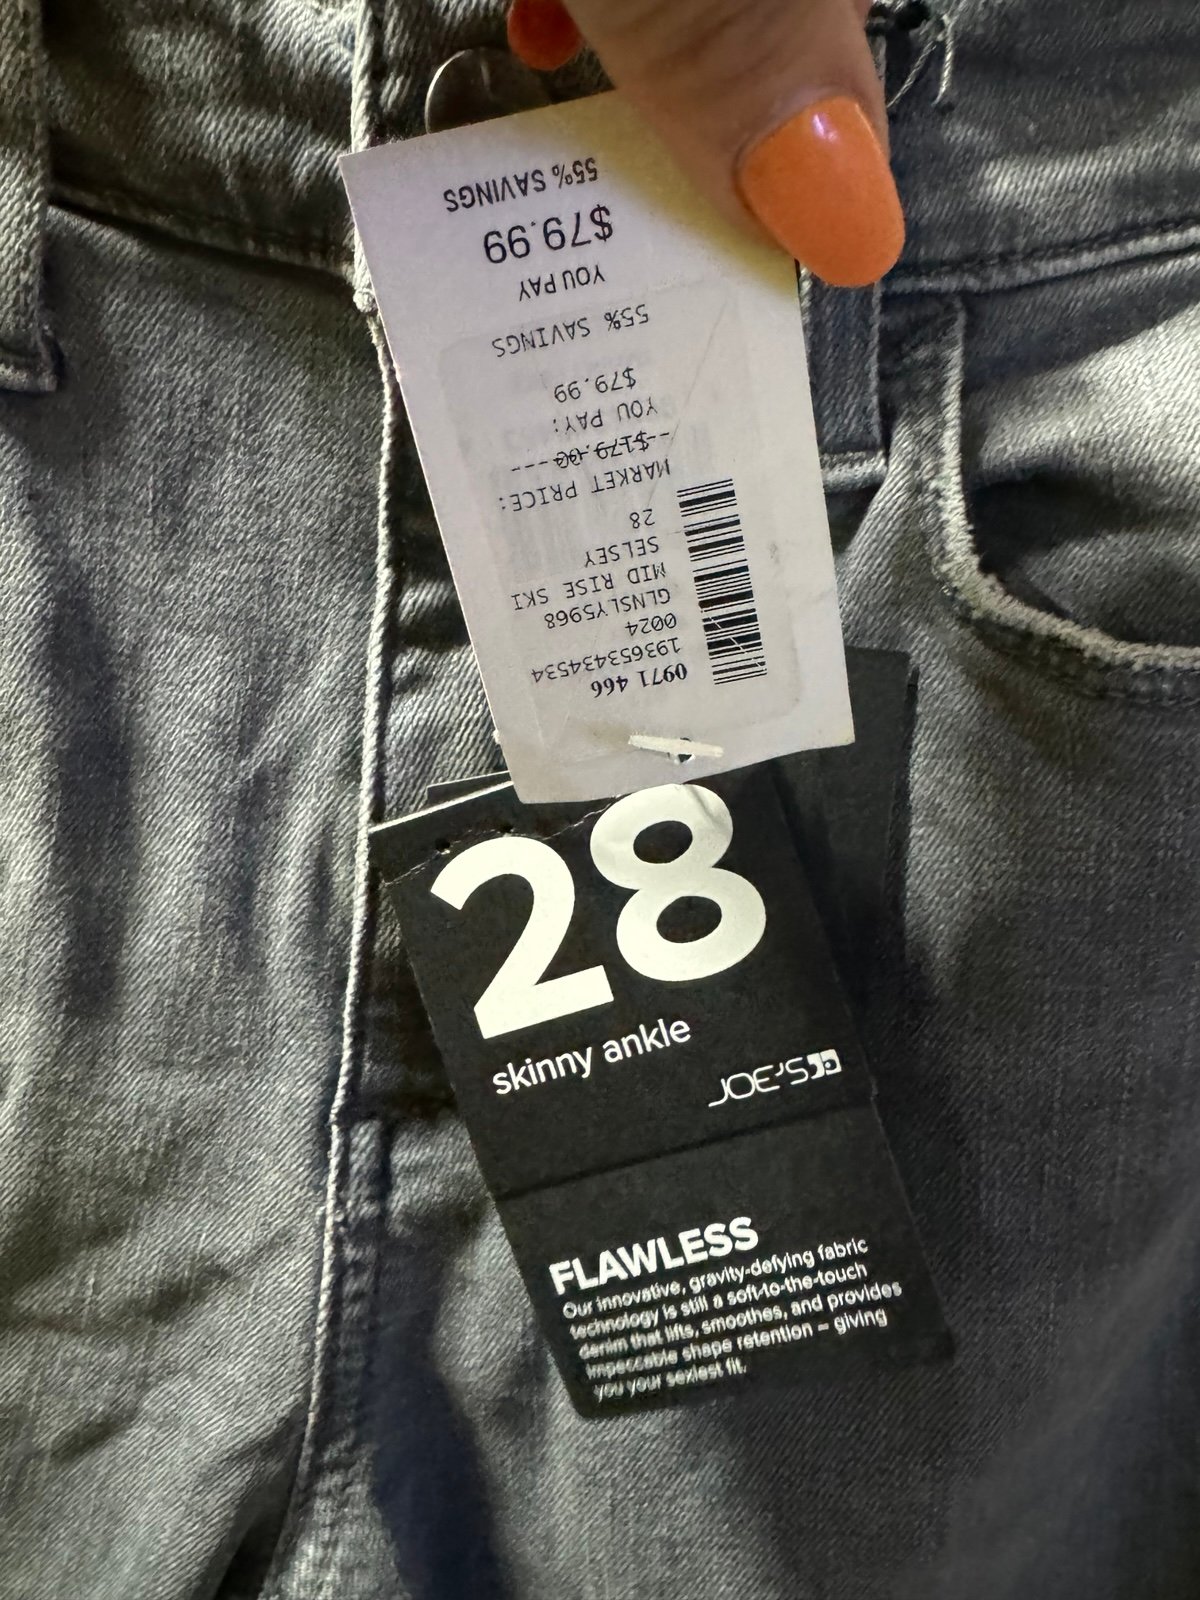 55% SAVINGS
$79.99
YOU PAY
55% SAVINGS
$79.99
YOU PAY:
--$179.00---
MARKET PRICE:
28
SELSEY
MID RISE SKI
GLNSLY5968
0024
193653434534
0971 466
28
skinny ankle
JOE'S
FLAWLESS
Our innovative, gravity-defying fabric
technology is still a soft-to-the-touch
denim that lifts, smoothes, and provides
impeccable shape retention – giving
you your sexiest fit.